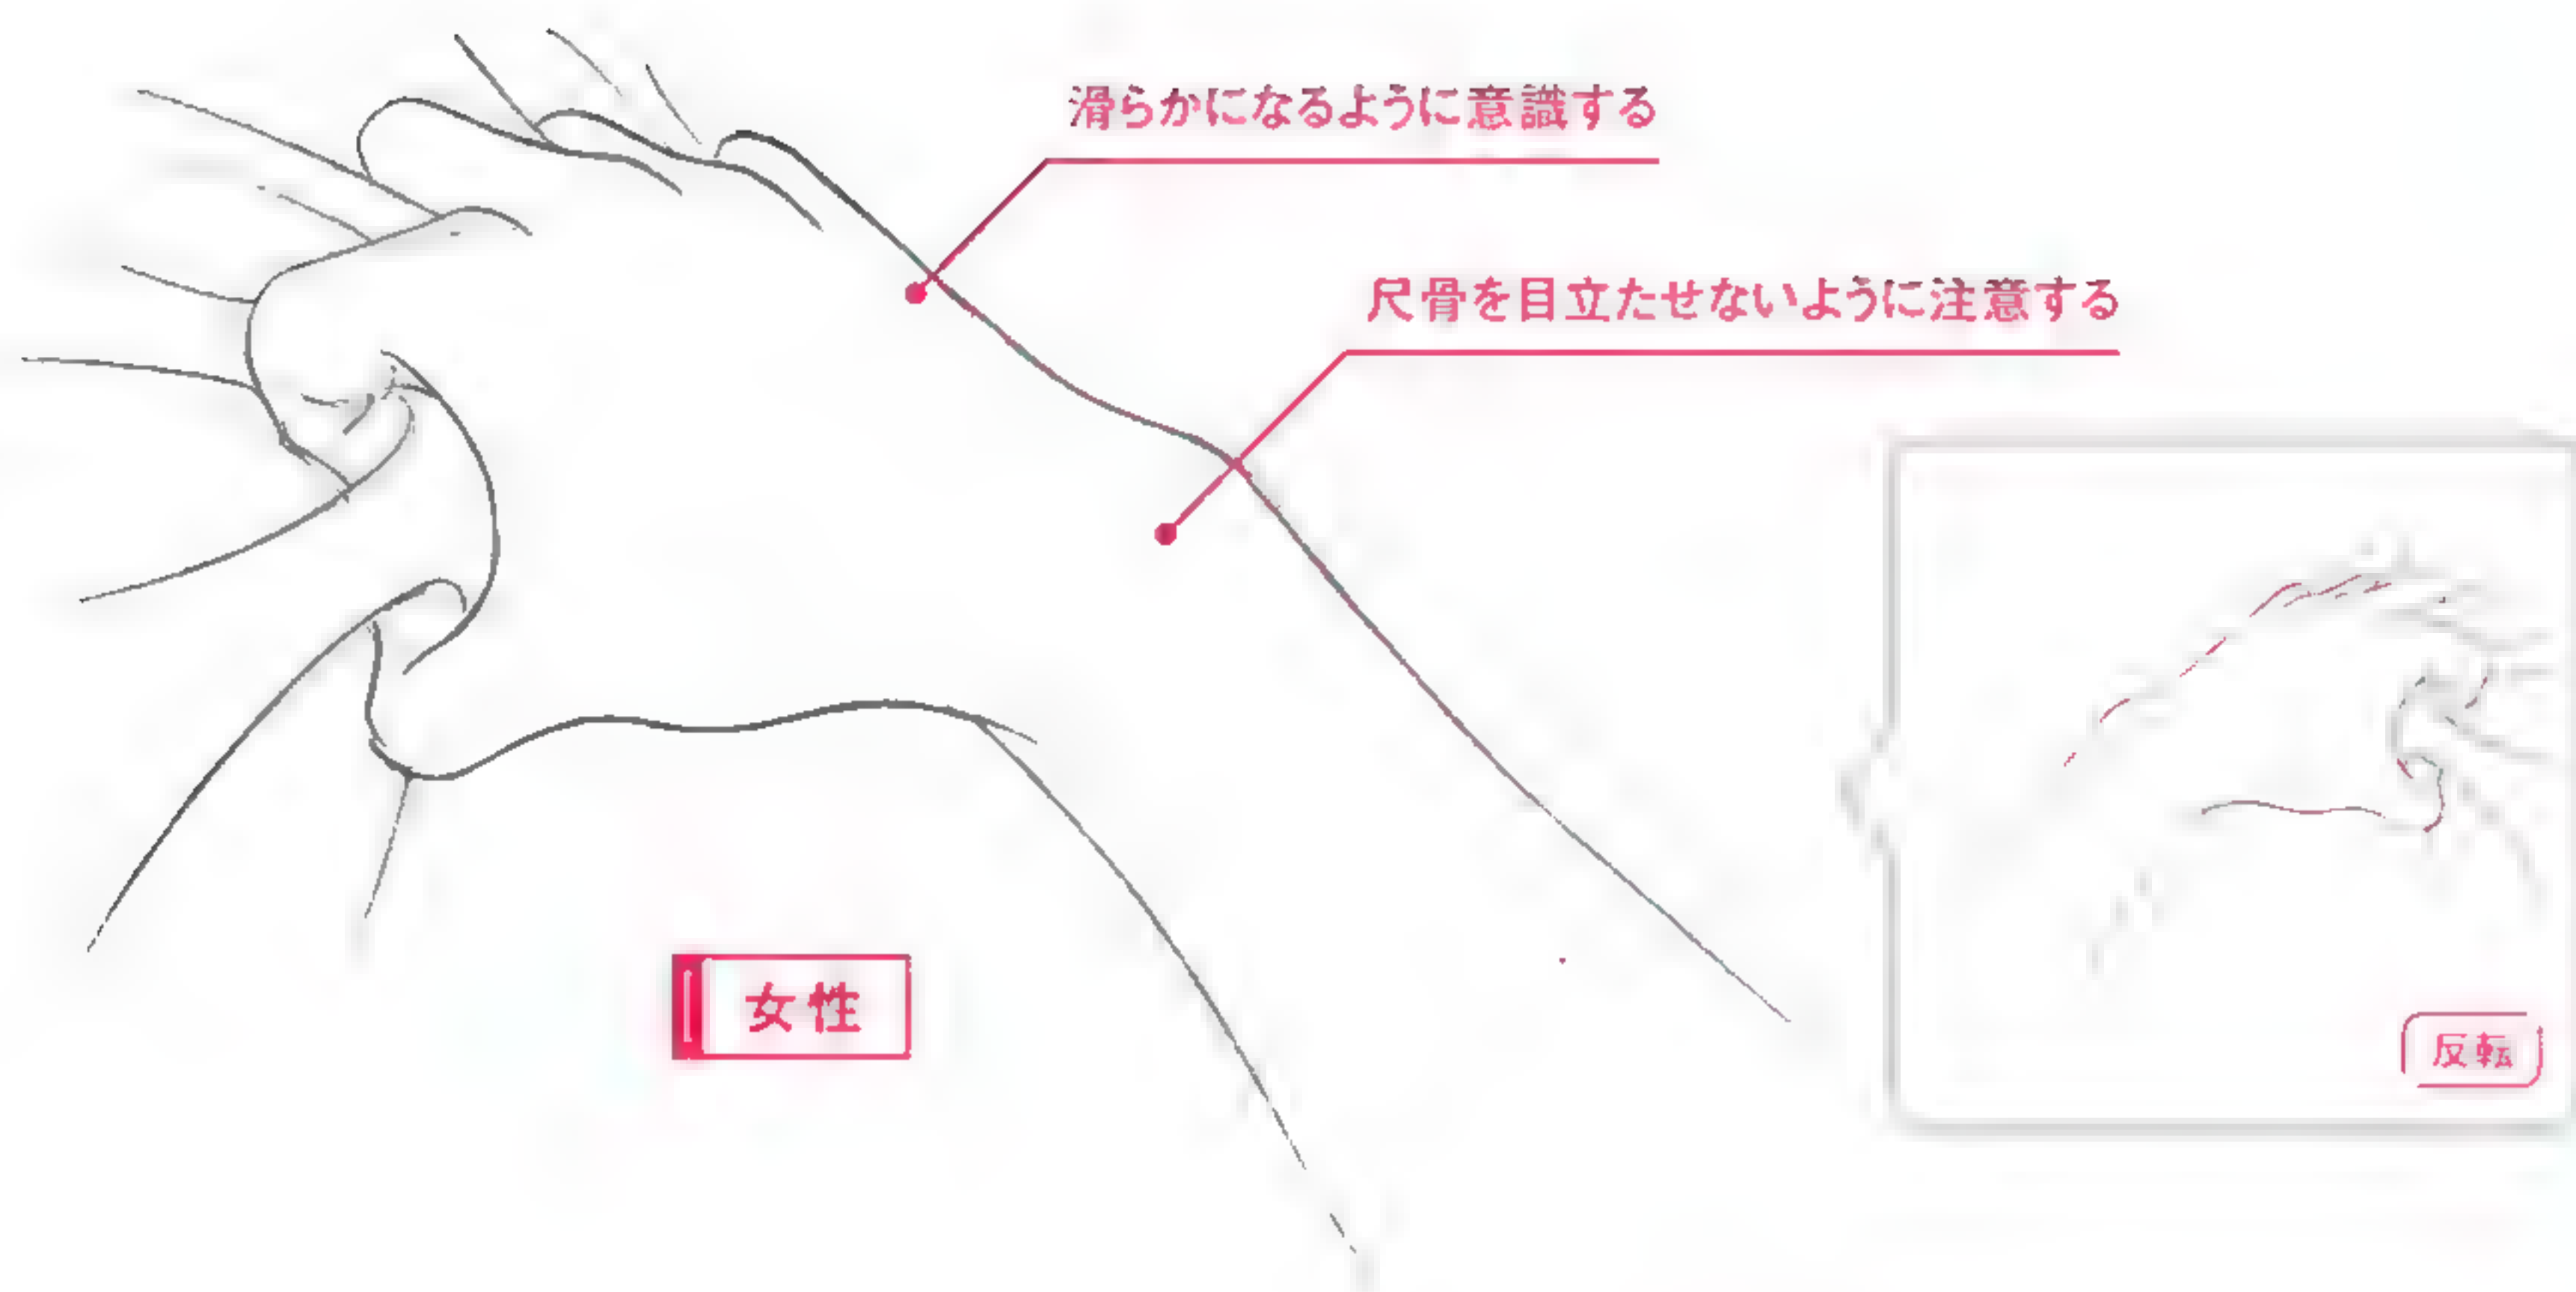 滑らかになるように意識する
尺骨を目立たせないように注意する
女性
反転